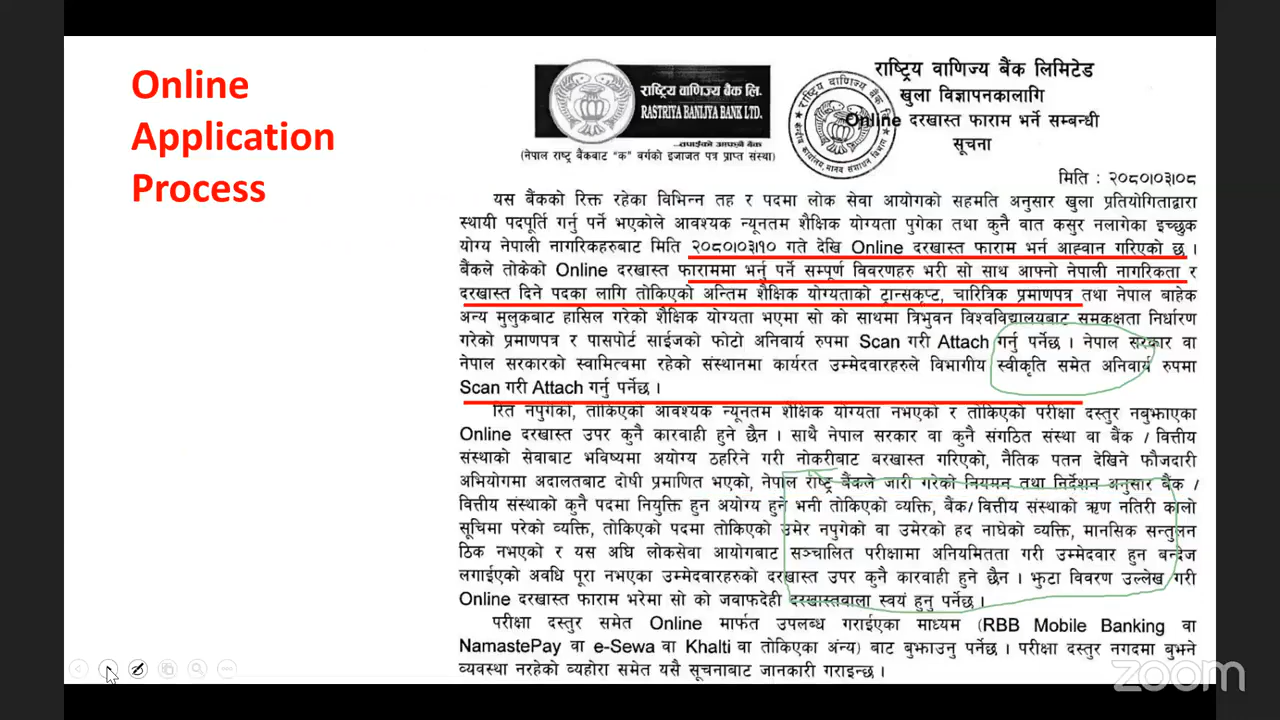 Online
Application
Process
राष्ट्रिय वाणिज्य बैंक लि.
RASTRIYA BANIJYA BANK LTD.
...तपाईंको आफ्नै बैंक
(नेपाल राष्ट्र बैंकबाट "क" वर्गको इजाजत पत्र प्राप्त संस्था)
राष्ट्रिय वाणिज्य बैंक लिमिटेड
खुला विज्ञापनकालागि
Online दरखास्त फाराम भर्ने सम्बन्धी
सूचना
मिति : २०८०।०३।०८
यस बैंकको रिक्त रहेका विभिन्न तह र पदमा लोक सेवा आयोगको सहमति अनुसार खुला प्रतियोगिताद्वारा
स्थायी पदपूर्ति गर्नु पर्ने भएकोले आवश्यक न्यूनतम शैक्षिक योग्यता पुगेका तथा कुनै वात कसुर नलागेका इच्छुक
योग्य नेपाली नागरिकहरुबाट मिति २०८०।०३।१० गते देखि Online दरखास्त फाराम भर्न आह्वान गरिएको छ ।
बैंकले तोकेको Online दरखास्त फाराममा भर्नु पर्ने सम्पूर्ण विवरणहरु भरी सो साथ आफ्नो नेपाली नागरिकता र
दरखास्त दिने पदका लागि तोकिएको अन्तिम शैक्षिक योग्यताको ट्रान्सकृप्ट, चारित्रिक प्रमाणपत्र तथा नेपाल बाहेक
अन्य मुलुकबाट हासिल गरेको शैक्षिक योग्यता भएमा सो को साथमा त्रिभुवन विश्वविद्यालयबाट समकक्षता निर्धारण
गरेको प्रमाणपत्र र पासपोर्ट साईजको फोटो अनिवार्य रुपमा Scan गरी Attach गर्नु पर्नेछ । नेपाल सरकार वा
नेपाल सरकारको स्वामित्वमा रहेको संस्थानमा कार्यरत उम्मेदवारहरुले विभागीय स्वीकृति समेत अनिवार्य रुपमा
Scan गरी Attach गर्नु पर्नेछ ।
रित नपुगेको, तोकिएको आवश्यक न्यूनतम शैक्षिक योग्यता नभएको र तोकिएको परीक्षा दस्तुर नबुझाएका
Online दरखास्त उपर कुनै कारवाही हुने छैन । साथै नेपाल सरकार वा कुनै संगठित संस्था वा बैंक / वित्तीय
संस्थाको सेवाबाट भविष्यमा अयोग्य ठहरिने गरी नोकरीबाट बरखास्त गरिएको, नैतिक पतन देखिने फौजदारी
अभियोगमा अदालतबाट दोषी प्रमाणित भएको, नेपाल राष्ट्र बैंकले जारी गरेको नियमन तथा निर्देशन अनुसार बैंक /
वित्तीय संस्थाको कुनै पदमा नियुक्ति हुन अयोग्य हुने भनी तोकिएको व्यक्ति, बैंक/ वित्तीय संस्थाको ऋण नतिरी कालो
सूचिमा परेको व्यक्ति, तोकिएको पदमा तोकिएको उमेर नपुगेको वा उमेरको हद नाघेको व्यक्ति, मानसिक सन्तुलन
ठिक नभएको र यस अघि लोकसेवा आयोगबाट सञ्चालित परीक्षामा अनियमितता गरी उम्मेदवार हुन बन्देज
लगाईएको अवधि पूरा नभएका उम्मेदवारहरुको दरखास्त उपर कुनै कारवाही हुने छैन । झुटा विवरण उल्लेख गरी
Online दरखास्त फाराम भरेमा सो को जवाफदेही दरखास्तवाला स्वयं हुनु पर्नेछ ।
परीक्षा दस्तुर समेत Online मार्फत उपलब्ध गराईएका माध्यम (RBB Mobile Banking वा
NamastePay वा e-Sewa वा Khalti वा तोकिएका अंन्य) बाट बुझाउनु पर्नेछ । परीक्षा दस्तुर नगदमा बुझ्ने
व्यवस्था नरहेको व्यहोरा समेत यसै सूचनाबाट जानकारी गराइन्छ ।
zoom